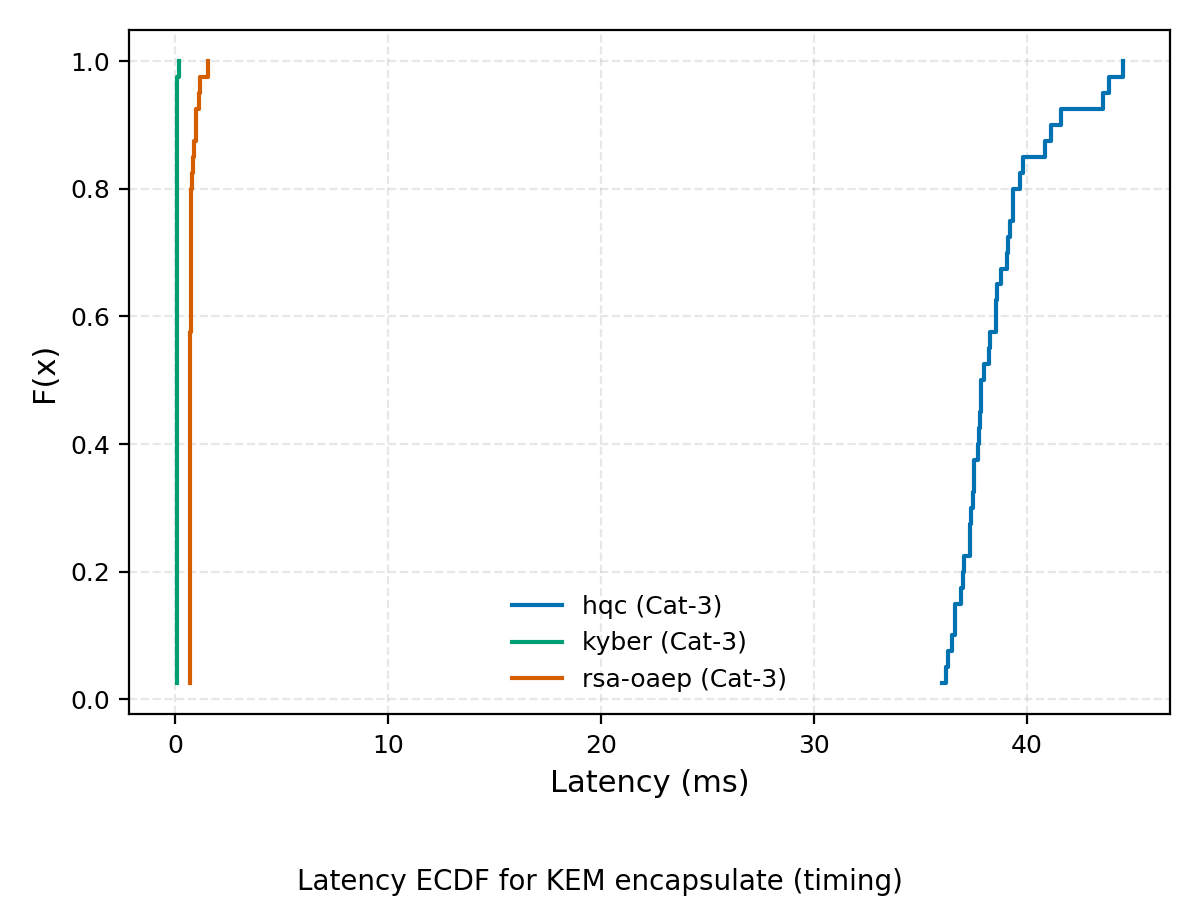 1.0
0.8
0.6
0.4
0.2
0.0
F(x)
hqc (Cat-3)
kyber (Cat-3)
rsa-oaep (Cat-3)
0 10 20 30 40
Latency (ms)
Latency ECDF for KEM encapsulate (timing)